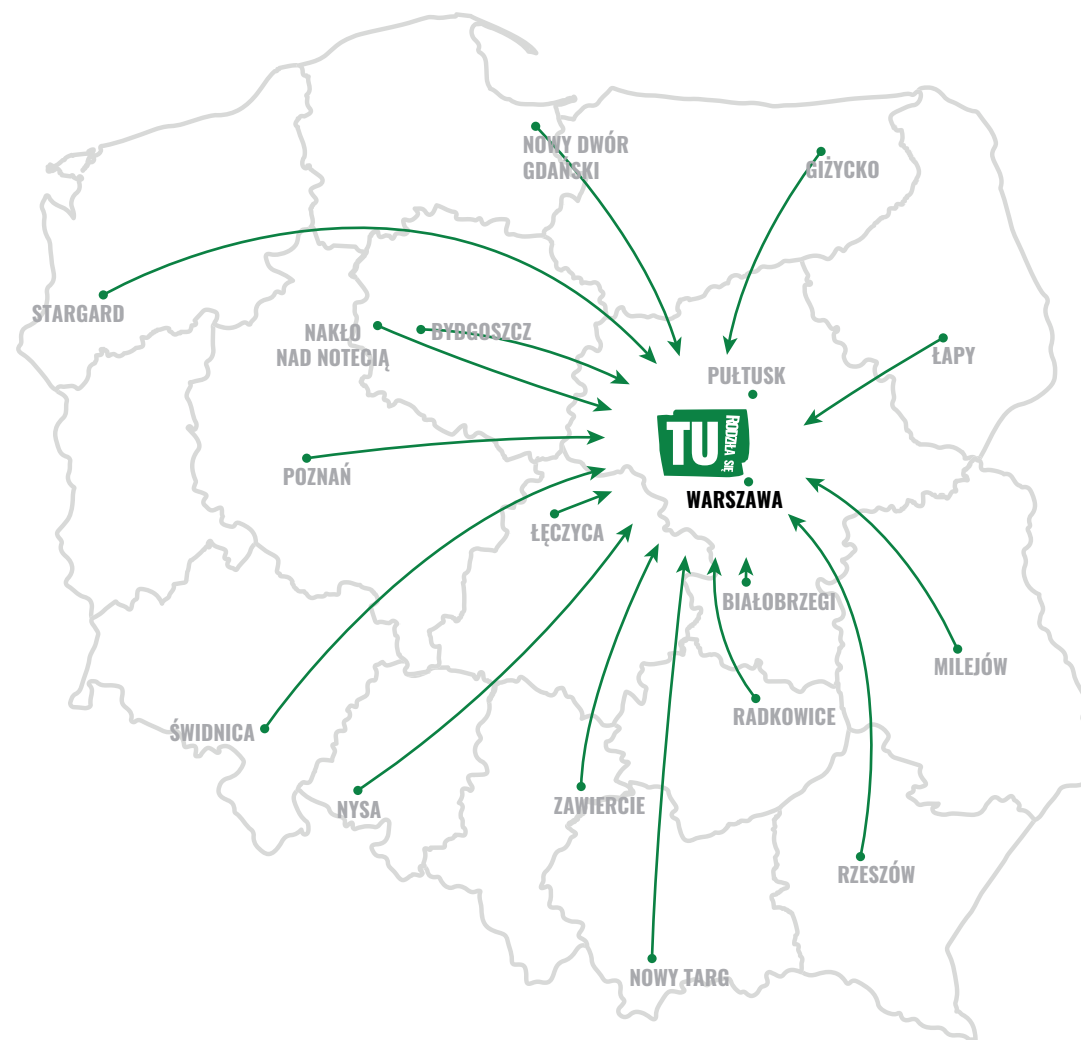 NOWY DWÓR
GDAŃSKI
GIŻYCKO
STARGARD
NAKŁO
NAD NOTECIĄ
BYDGOSZCZ
ŁAPY
PUŁTUSK
TU
RODZIŁA SIĘ
POZNAŃ
WARSZAWA
ŁĘCZYCA
BIAŁOBRZEGI
MILEJÓW
RADKOWICE
ŚWIDNICA
NYSA
ZAWIERCIE
RZESZÓW
NOWY TARG